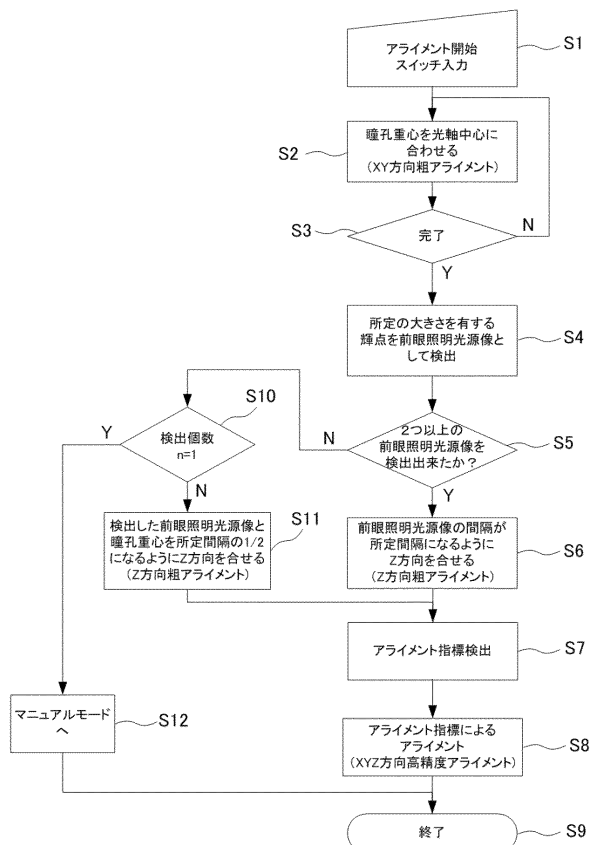 アライメント開始
スイッチ入力
S1
瞳孔重心を光軸中心に
合わせる
(XY方向粗アライメント)
S2
完了
S3
N
Y
所定の大きさを有する
輝点を前眼照明光源像と
して検出
S4
2つ以上の
前眼照明光源像を
検出出来たか?
S5
N
Y
検出個数
n=1
S10
Y
N
検出した前眼照明光源像と
瞳孔重心を所定間隔の1/2
になるようにZ方向を合せる
(Z方向粗アライメント)
S11
前眼照明光源像の間隔が
所定間隔になるように
Z方向を合せる
(Z方向粗アライメント)
S6
アライメント指標検出
S7
マニュアルモード
へ
S12
アライメント指標による
アライメント
(XYZ方向高精度アライメント)
S8
終了
S9